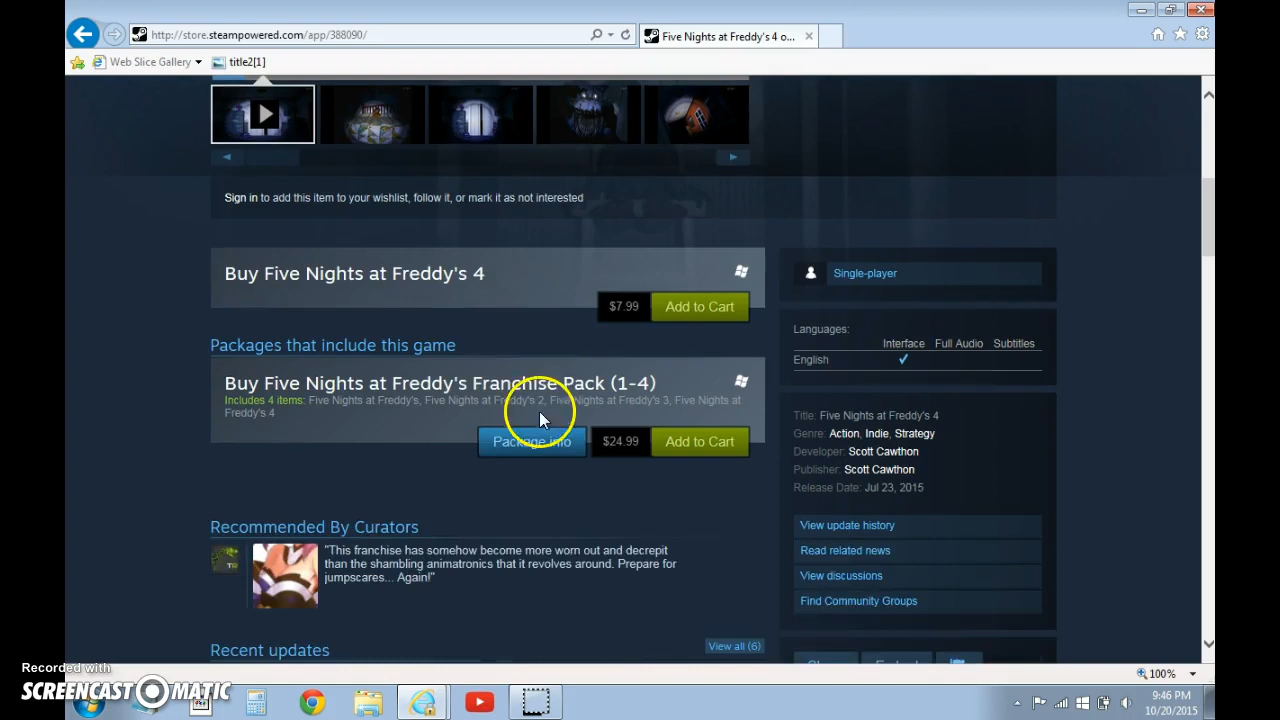 http://store.steampowered.com/app/388090/
Five Nights at Freddy's 4 o...
Web Slice Gallery
title2[1]
Sign in to add this item to your wishlist, follow it, or mark it as not interested
Buy Five Nights at Freddy's 4
$7.99
Add to Cart
Packages that include this game
Buy Five Nights at Freddy's Franchise Pack (1-4)
Includes 4 items: Five Nights at Freddy's, Five Nights at Freddy's 2, Five Nights at Freddy's 3, Five Nights at
Freddy's 4
Package info
$24.99
Add to Cart
Recommended By Curators
"This franchise has somehow become more worn out and decrepit
than the shambling animatronics that it revolves around. Prepare for
jumpscares... Again!"
Recent updates
View all (6)
Single-player
Languages:
Interface Full Audio Subtitles
English
Title: Five Nights at Freddy's 4
Genre: Action, Indie, Strategy
Developer: Scott Cawthon
Publisher: Scott Cawthon
Release Date: Jul 23, 2015
View update history
Read related news
View discussions
Find Community Groups
100%
Recorded with
SCREENCAST-O-MATIC
9:46 PM
10/20/2015